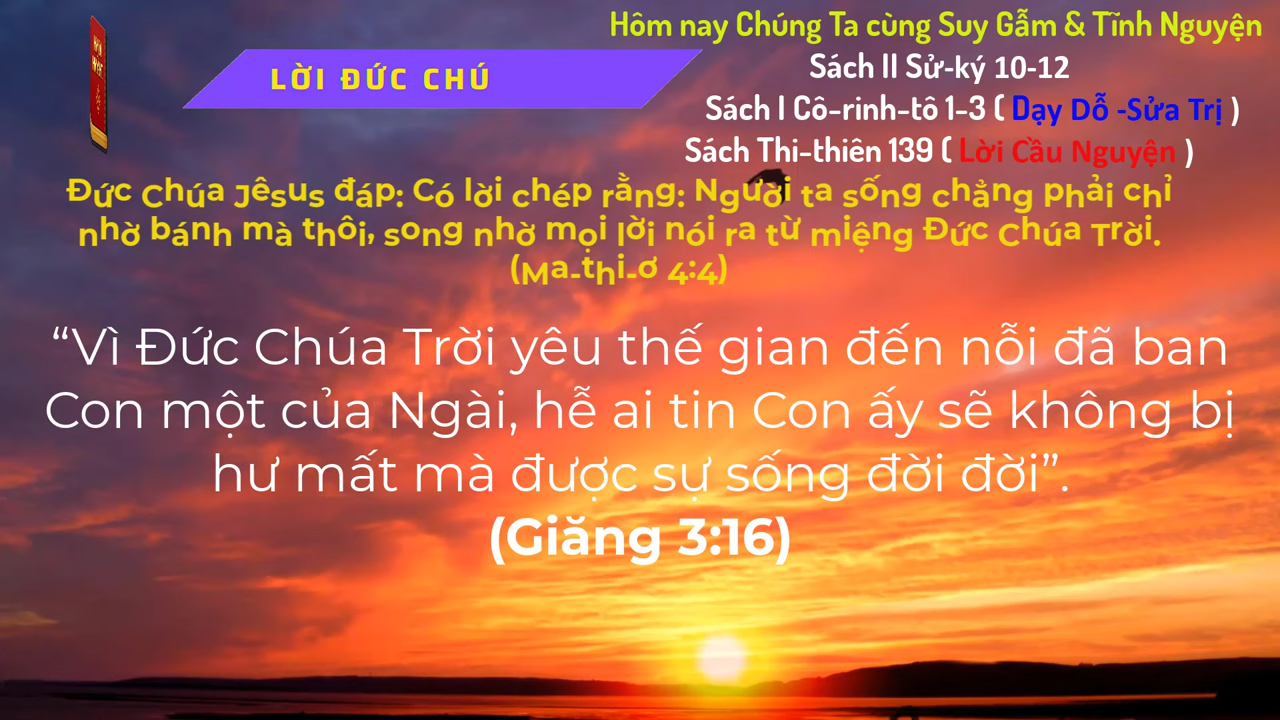 Hôm nay Chúng Ta cùng Suy Gẫm & Tĩnh Nguyện
Sách II Sử-ký 10-12
LỜI ĐỨC CHÚ
Sách I Cô-rinh-tô 1-3 ( Dạy Dỗ -Sửa Trị )
Sách Thi-thiên 139 ( Lời Cầu Nguyện )
Đức Chúa Jêsus đáp: Có lời chép rằng: Người ta sống chẳng phải chỉ
nhờ bánh mà thôi, song nhờ mọi lời nói ra từ miệng Đức Chúa Trời.
(Ma-thi-ơ 4:4)
“Vì Đức Chúa Trời yêu thế gian đến nỗi đã ban
Con một của Ngài, hễ ai tin Con ấy sẽ không bị
hư mất mà được sự sống đời đời”.
(Giăng 3:16)